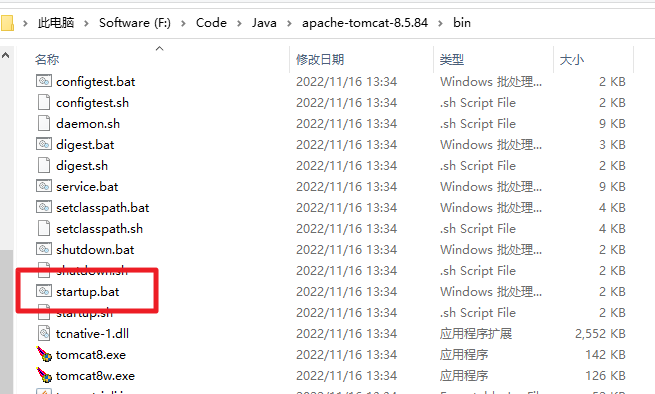 此电脑 > Software (F:) > Code > Java > apache-tomcat-8.5.84 > bin
名称 修改日期 类型 大小
configtest.bat 2022/11/16 13:34 Windows 批处理... 2 KB
configtest.sh 2022/11/16 13:34 .sh Script File 2 KB
daemon.sh 2022/11/16 13:34 .sh Script File 9 KB
digest.bat 2022/11/16 13:34 Windows 批处理... 3 KB
digest.sh 2022/11/16 13:34 .sh Script File 2 KB
service.bat 2022/11/16 13:34 Windows 批处理... 9 KB
setclasspath.bat 2022/11/16 13:34 Windows 批处理... 4 KB
setclasspath.sh 2022/11/16 13:34 .sh Script File 4 KB
shutdown.bat 2022/11/16 13:34 Windows 批处理... 2 KB
shutdown.sh 2022/11/16 13:34 .sh Script File 2 KB
startup.bat 2022/11/16 13:34 Windows 批处理... 2 KB
startup.sh 2022/11/16 13:34 .sh Script File 2 KB
tcnative-1.dll 2022/11/16 13:34 应用程序扩展 2,552 KB
tomcat8.exe 2022/11/16 13:34 应用程序 142 KB
tomcat8w.exe 2022/11/16 13:34 应用程序 126 KB